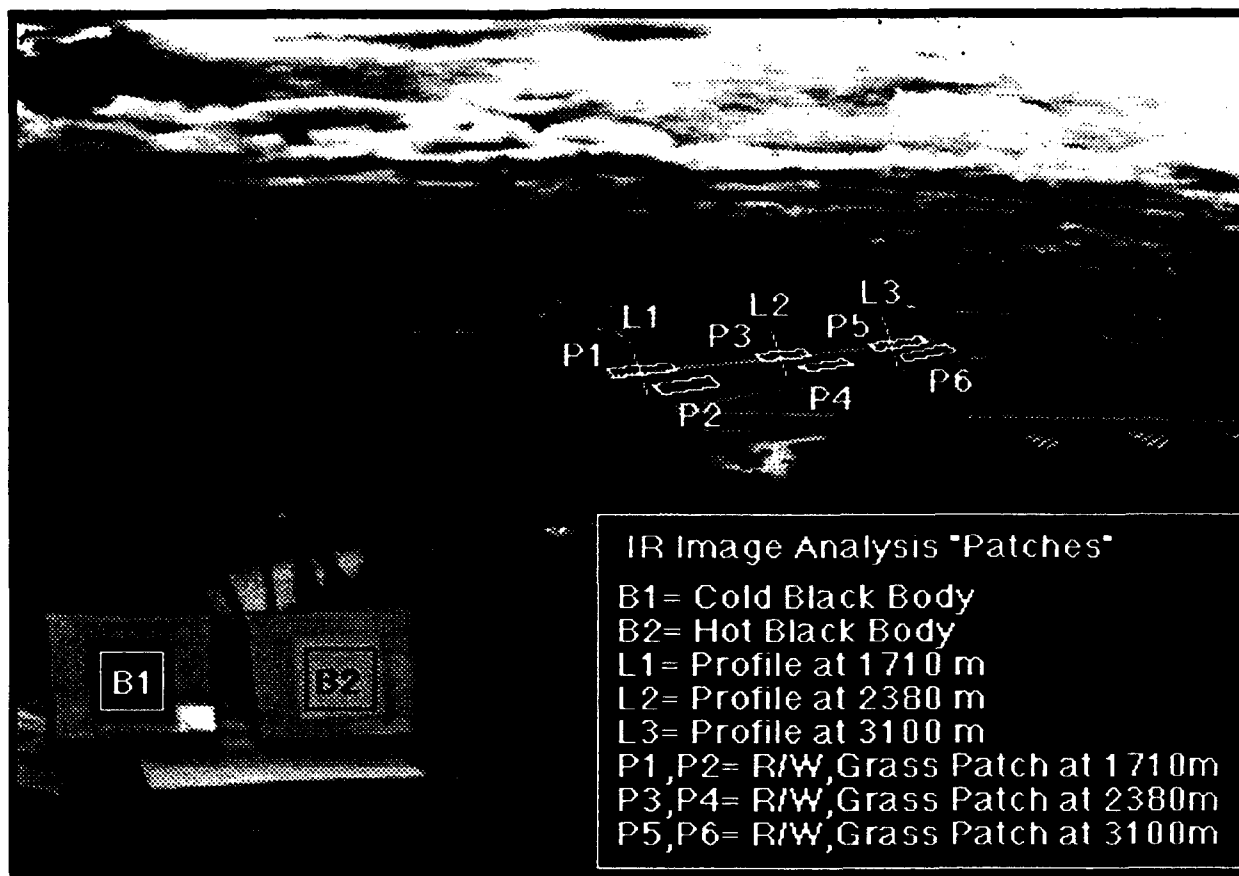 L3
L2
L1
P5
P3
P1
P6
P4
P2
IR Image Analysis "Patches"
B1= Cold Black Body
B2= Hot Black Body
L1= Profile at 1710 m
L2= Profile at 2380 m
L3= Profile at 3100 m
P1,P2= R/W,Grass Patch at 1710m
P3,P4= R/W,Grass Patch at 2380m
P5,P6= R/W,Grass Patch at 3100m
B1
B2